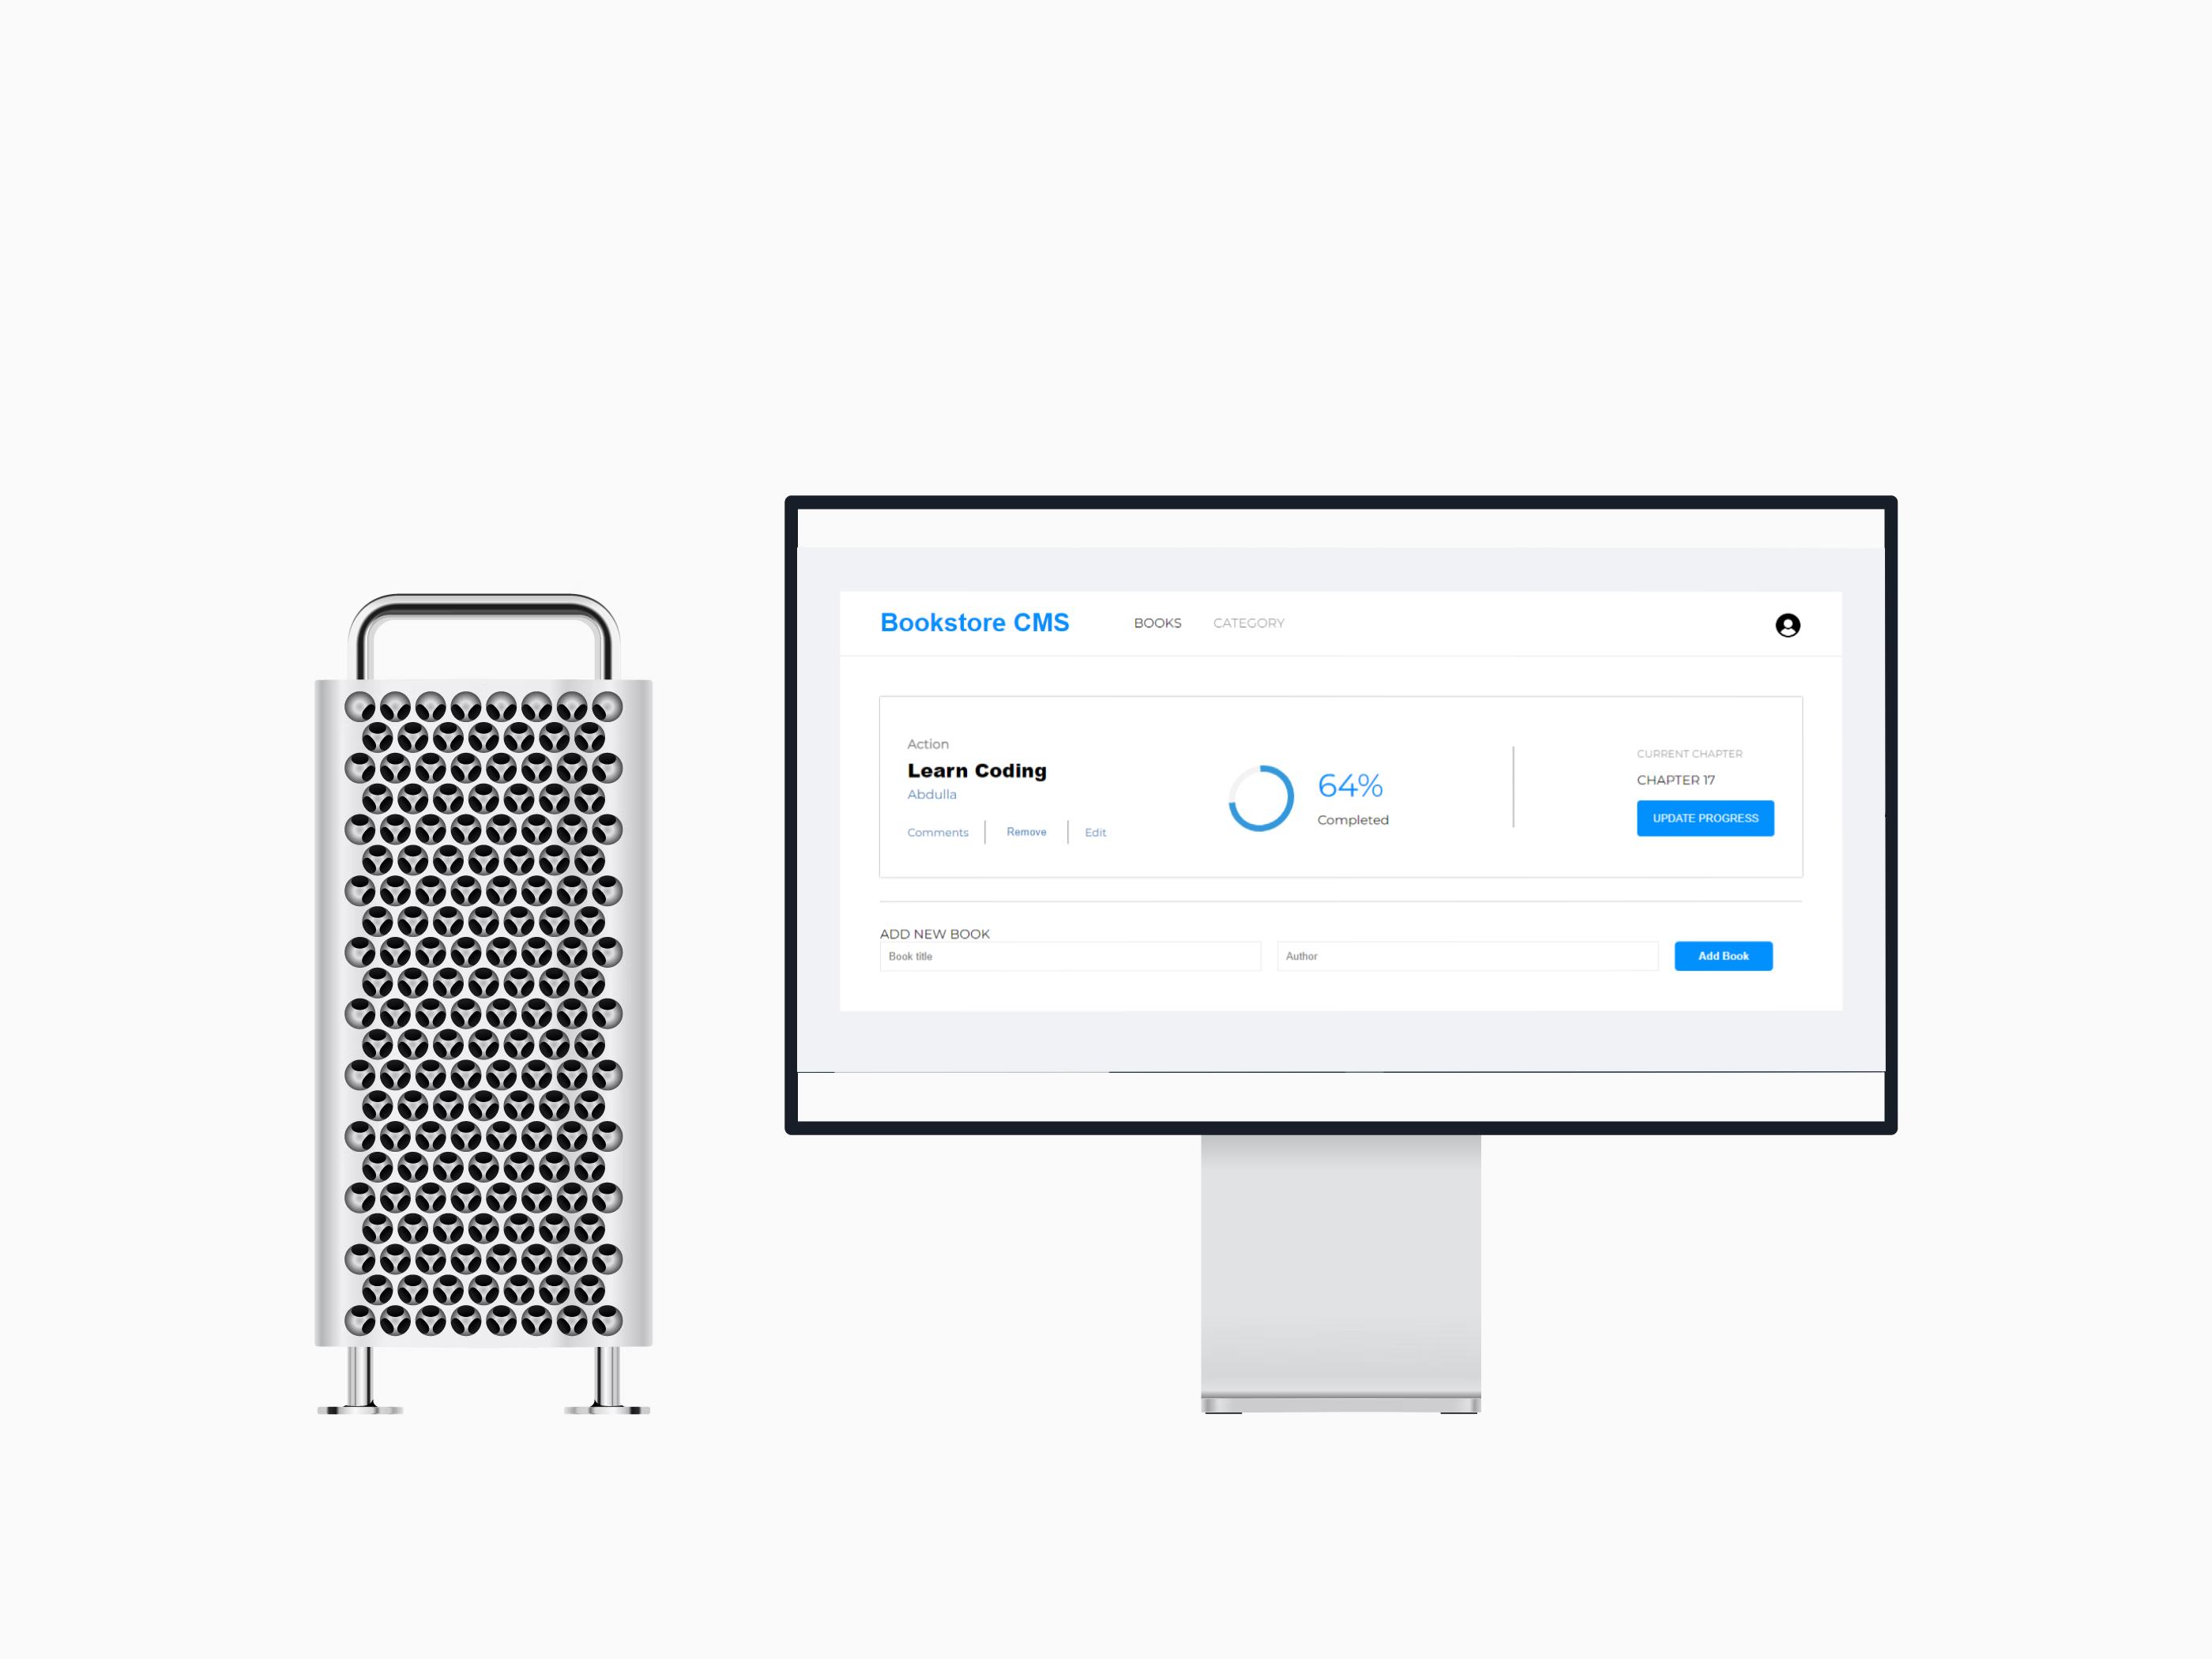 Bookstore CMS BOOKS CATEGORY
Action
Learn Coding
Abdulla
Comments Remove Edit
64%
Completed
CURRENT CHAPTER
CHAPTER 17
UPDATE PROGRESS
ADD NEW BOOK
Book title Author Add Book